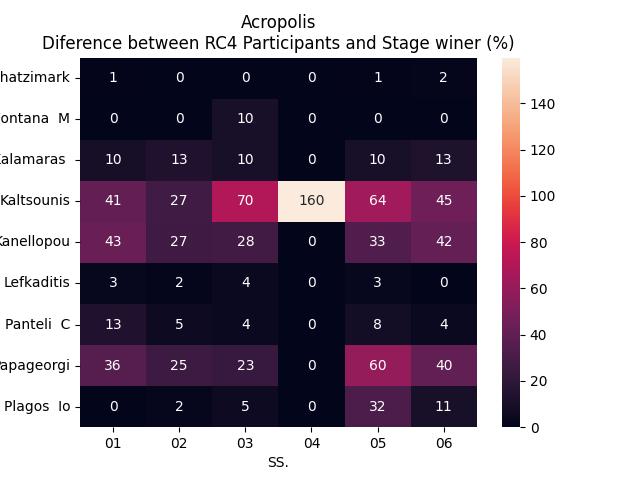 Acropolis
Diference between RC4 Participants and Stage winer (%)
hatzimark 1 0 0 0 1 2
ontana M 0 0 10 0 0 0
alamaras 10 13 10 0 10 13
Kaltsounis 41 27 70 160 64 45
Kanellopou 43 27 28 0 33 42
Lefkaditis 3 2 4 0 3 0
Panteli C 13 5 4 0 8 4
apageorgi 36 25 23 0 60 40
Plagos Io 0 2 5 0 32 11
01 02 03 04 05 06
SS.
140
120
100
80
60
40
20
0